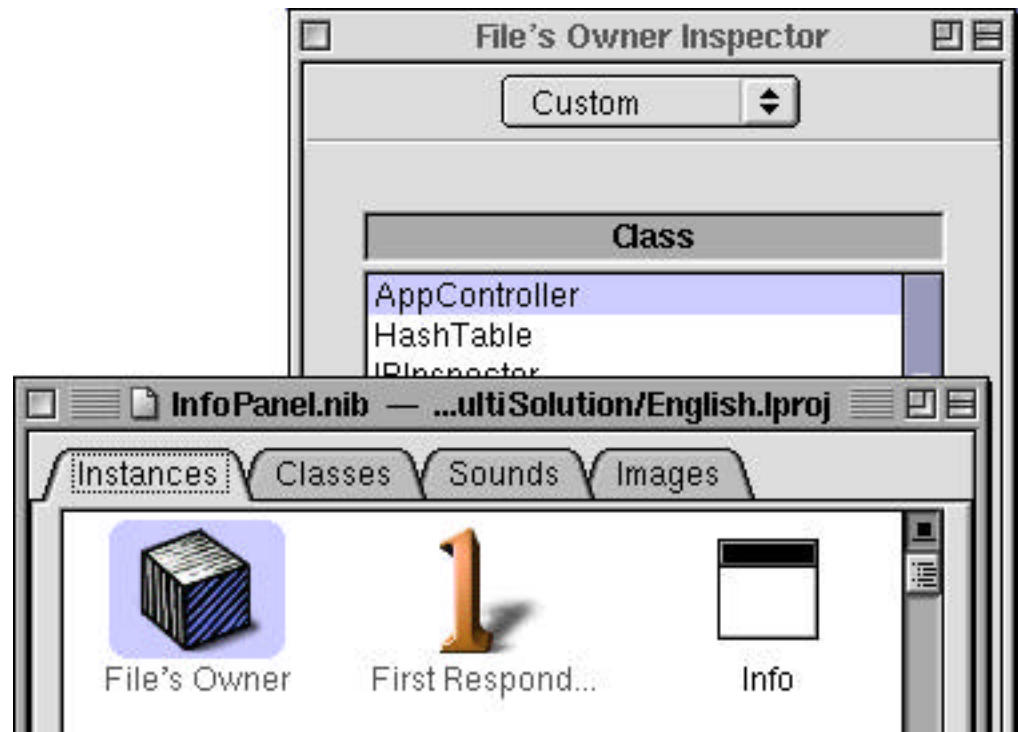 File's Owner Inspector
Custom
Class
AppController
HashTable
IBInspector
InfoPanel.nib — ...ultiSolution/English.lproj
Instances Classes Sounds Images
File's Owner First Respond... Info